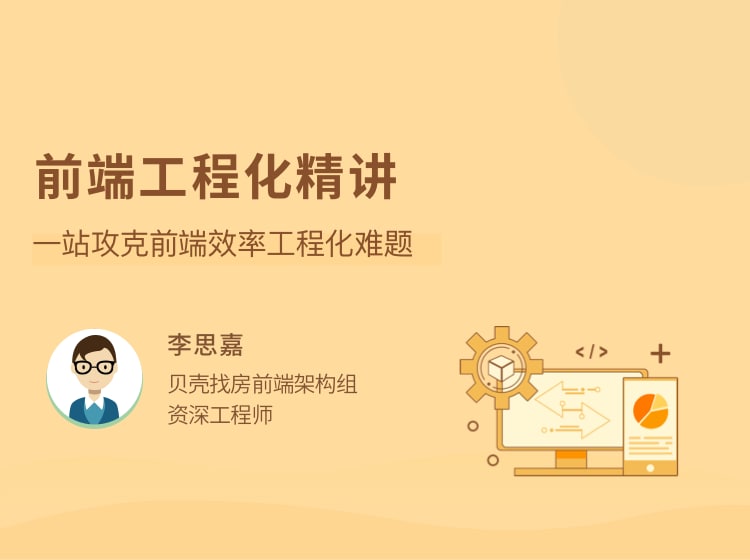 前端工程化精讲
一站攻克前端效率工程化难题
李思嘉
贝壳找房前端架构组
资深工程师
</>